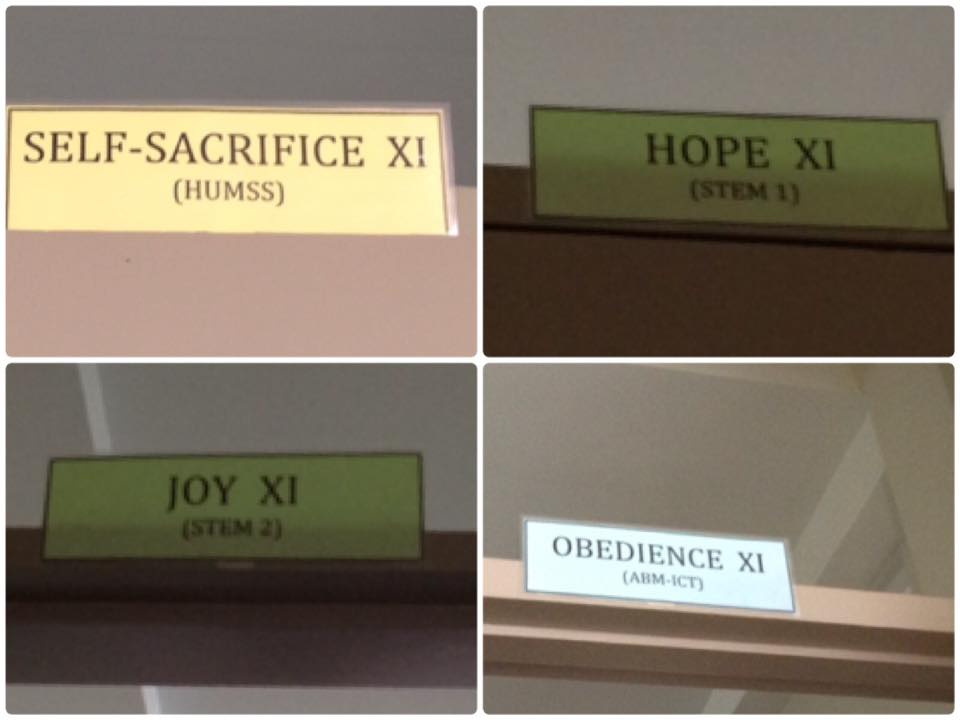 SELF-SACRIFICE XI
(HUMSS)
HOPE XI
(STEM 1)
JOY XI
(STEM 2)
OBEDIENCE XI
(ABM-ICT)